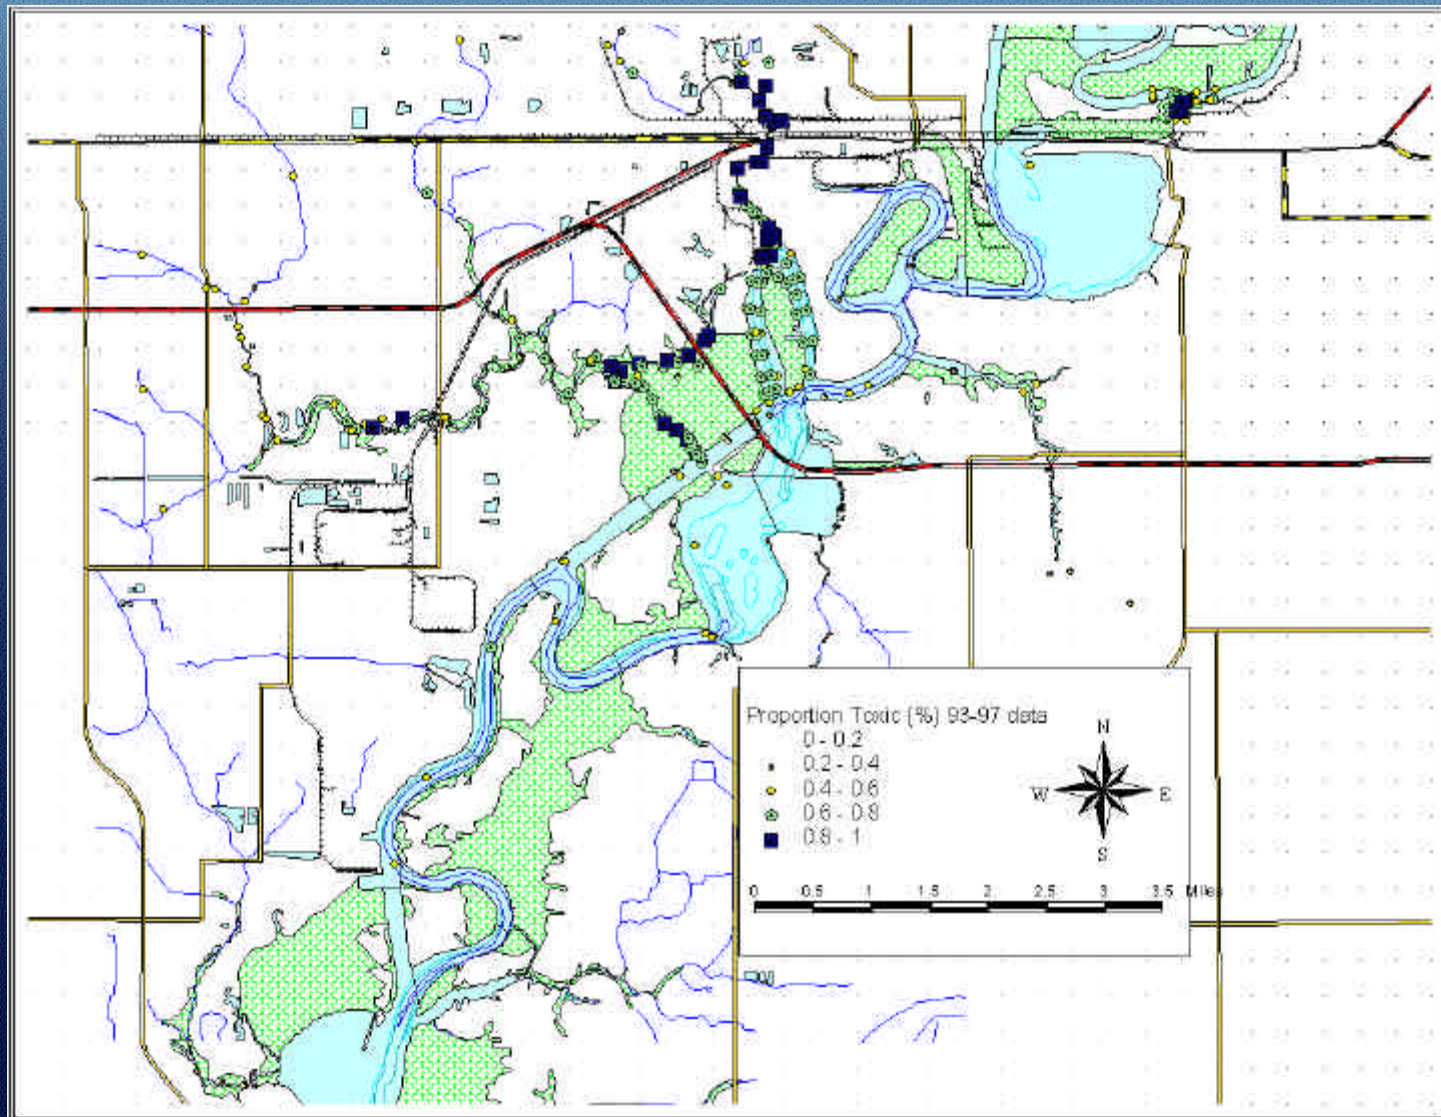 Proportion Toxic (%) 93-97 data
0 - 0.2
0.2 - 0.4
0.4 - 0.6
0.6 - 0.8
0.8 - 1
N
W E
S
0 0.5 1 1.5 2 2.5 3 3.5 Miles